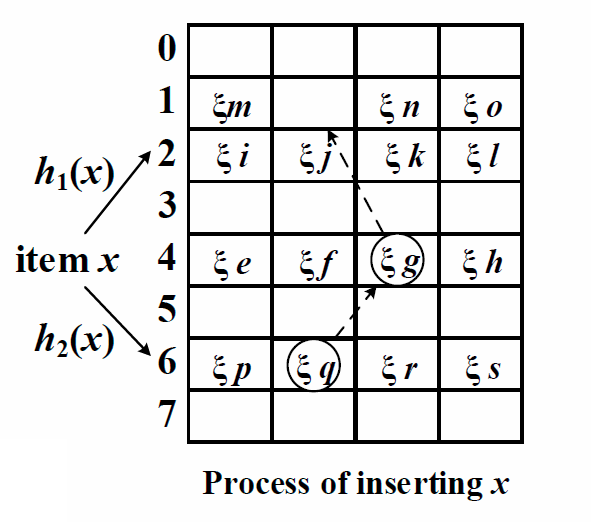 0
1 ξm ξn ξo
h1(x) 2 ξi ξj ξk ξl
3
item x 4 ξe ξf ξg ξh
5
h2(x) 6 ξp ξq ξr ξs
7
Process of inserting x